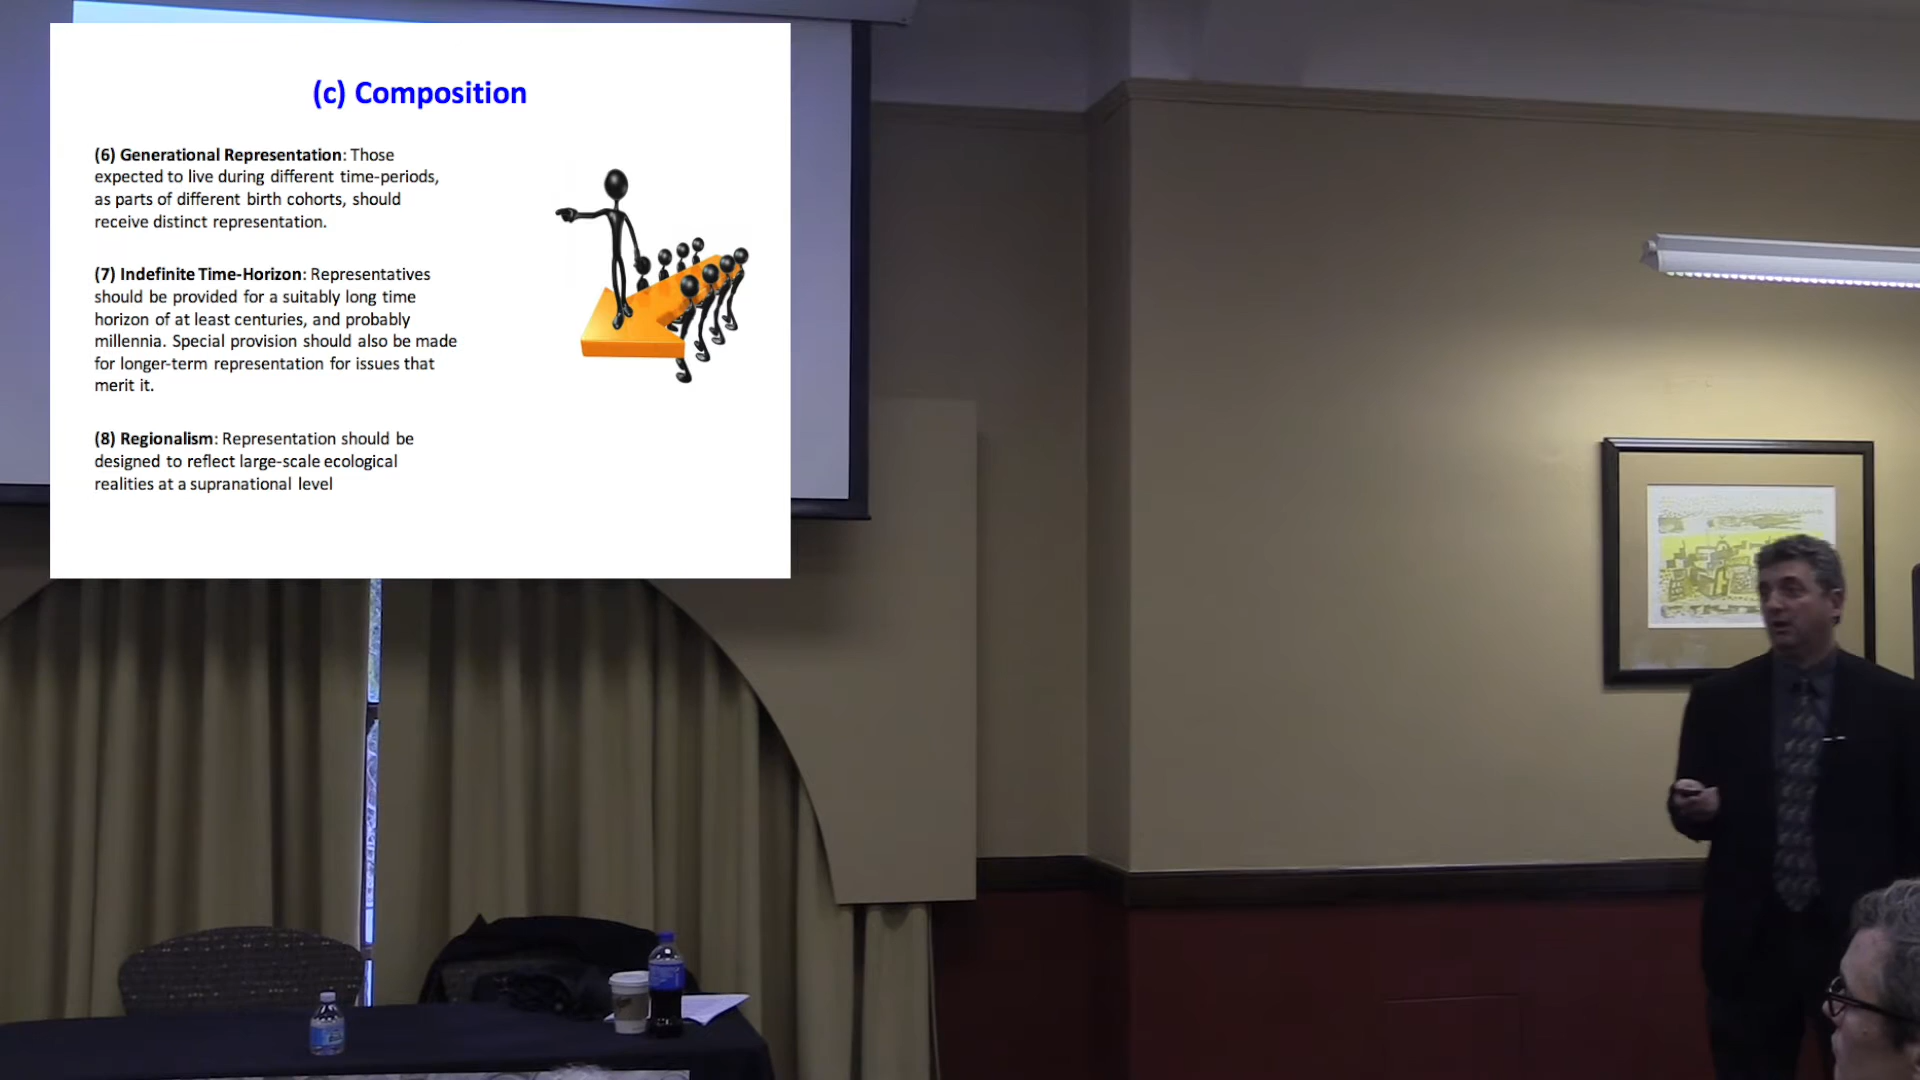 (c) Composition
(6) Generational Representation: Those
expected to live during different time-periods,
as parts of different birth cohorts, should
receive distinct representation.
(7) Indefinite Time-Horizon: Representatives
should be provided for a suitably long time
horizon of at least centuries, and probably
millennia. Special provision should also be made
for longer-term representation for issues that
merit it.
(8) Regionalism: Representation should be
designed to reflect large-scale ecological
realities at a supranational level